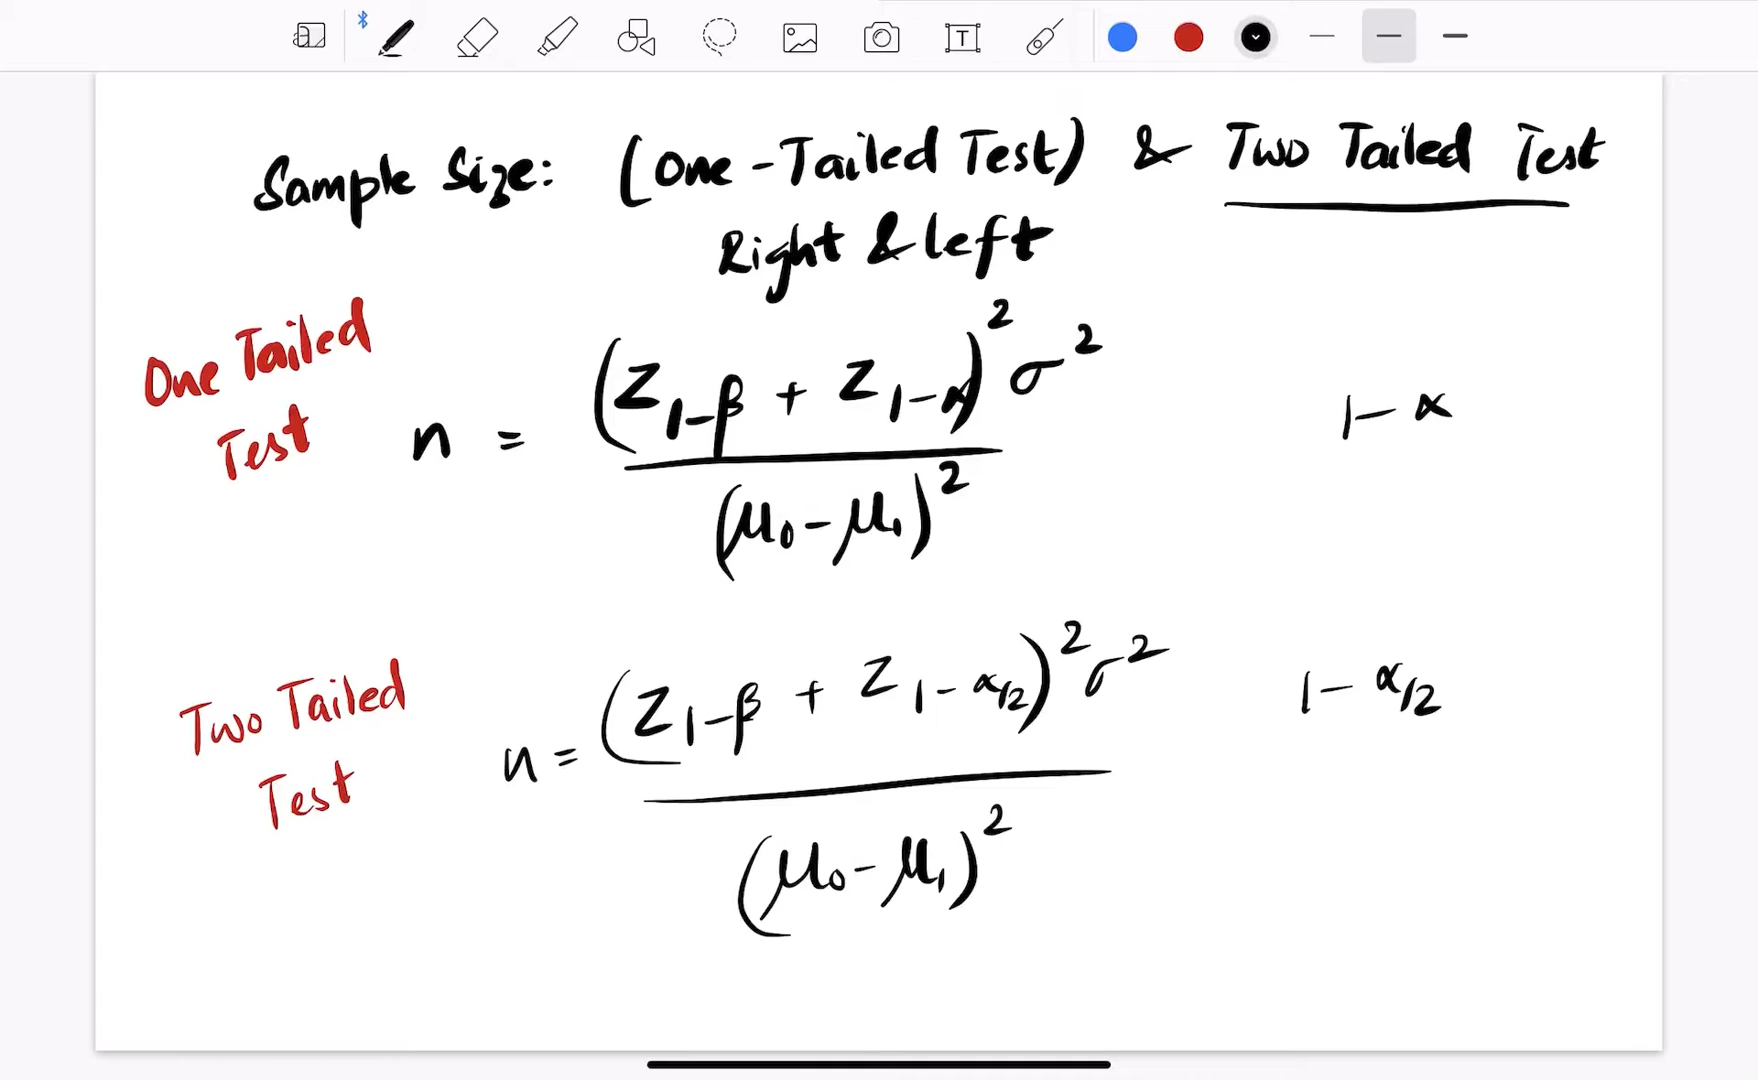 Sample Size: (One-Tailed Test) & Two Tailed Test
Right & left
One Tailed Test
n = (Z₁₋β + Z₁₋α)² σ² / (μ₀ - μ₁)²
1 - α
Two Tailed Test
n = (Z₁₋β + Z₁₋α/₂)² σ² / (μ₀ - μ₁)²
1 - α/2